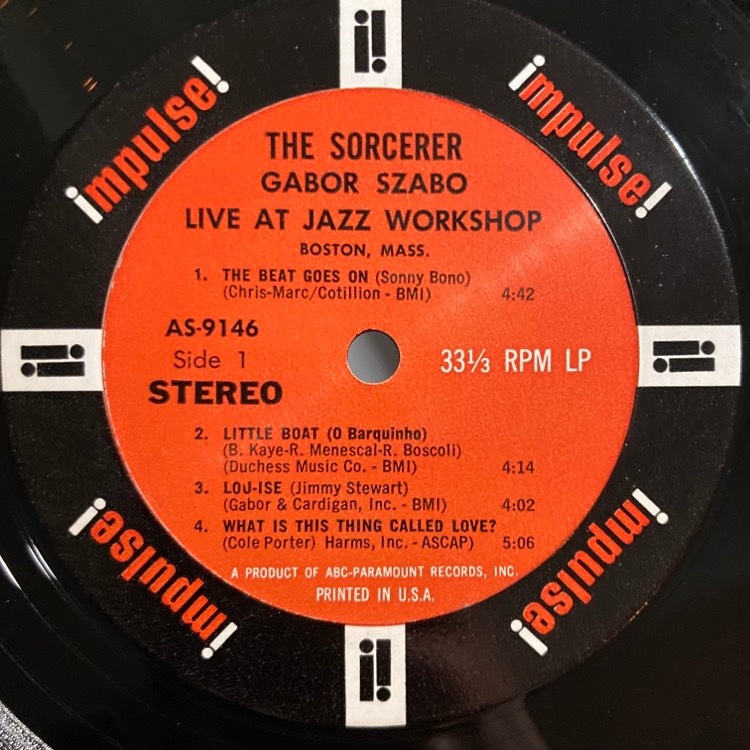 impulse!
impulse!
THE SORCERER
GABOR SZABO
LIVE AT JAZZ WORKSHOP
BOSTON, MASS.
1. THE BEAT GOES ON (Sonny Bono)
(Chris-Marc/Cotillion - BMI) 4:42
AS-9146
Side 1
STEREO
33⅓ RPM LP
2. LITTLE BOAT (O Barquinho)
(B. Kaye-R. Menescal-R. Boscoli)
(Duchess Music Co. - BMI) 4:14
3. LOU-ISE (Jimmy Stewart)
(Gabor & Cardigan, Inc. - BMI) 4:02
4. WHAT IS THIS THING CALLED LOVE?
(Cole Porter) Harms, Inc. - ASCAP) 5:06
A PRODUCT OF ABC-PARAMOUNT RECORDS, INC.
PRINTED IN U.S.A.
impulse!
impulse!
i!
i!
i!
i!